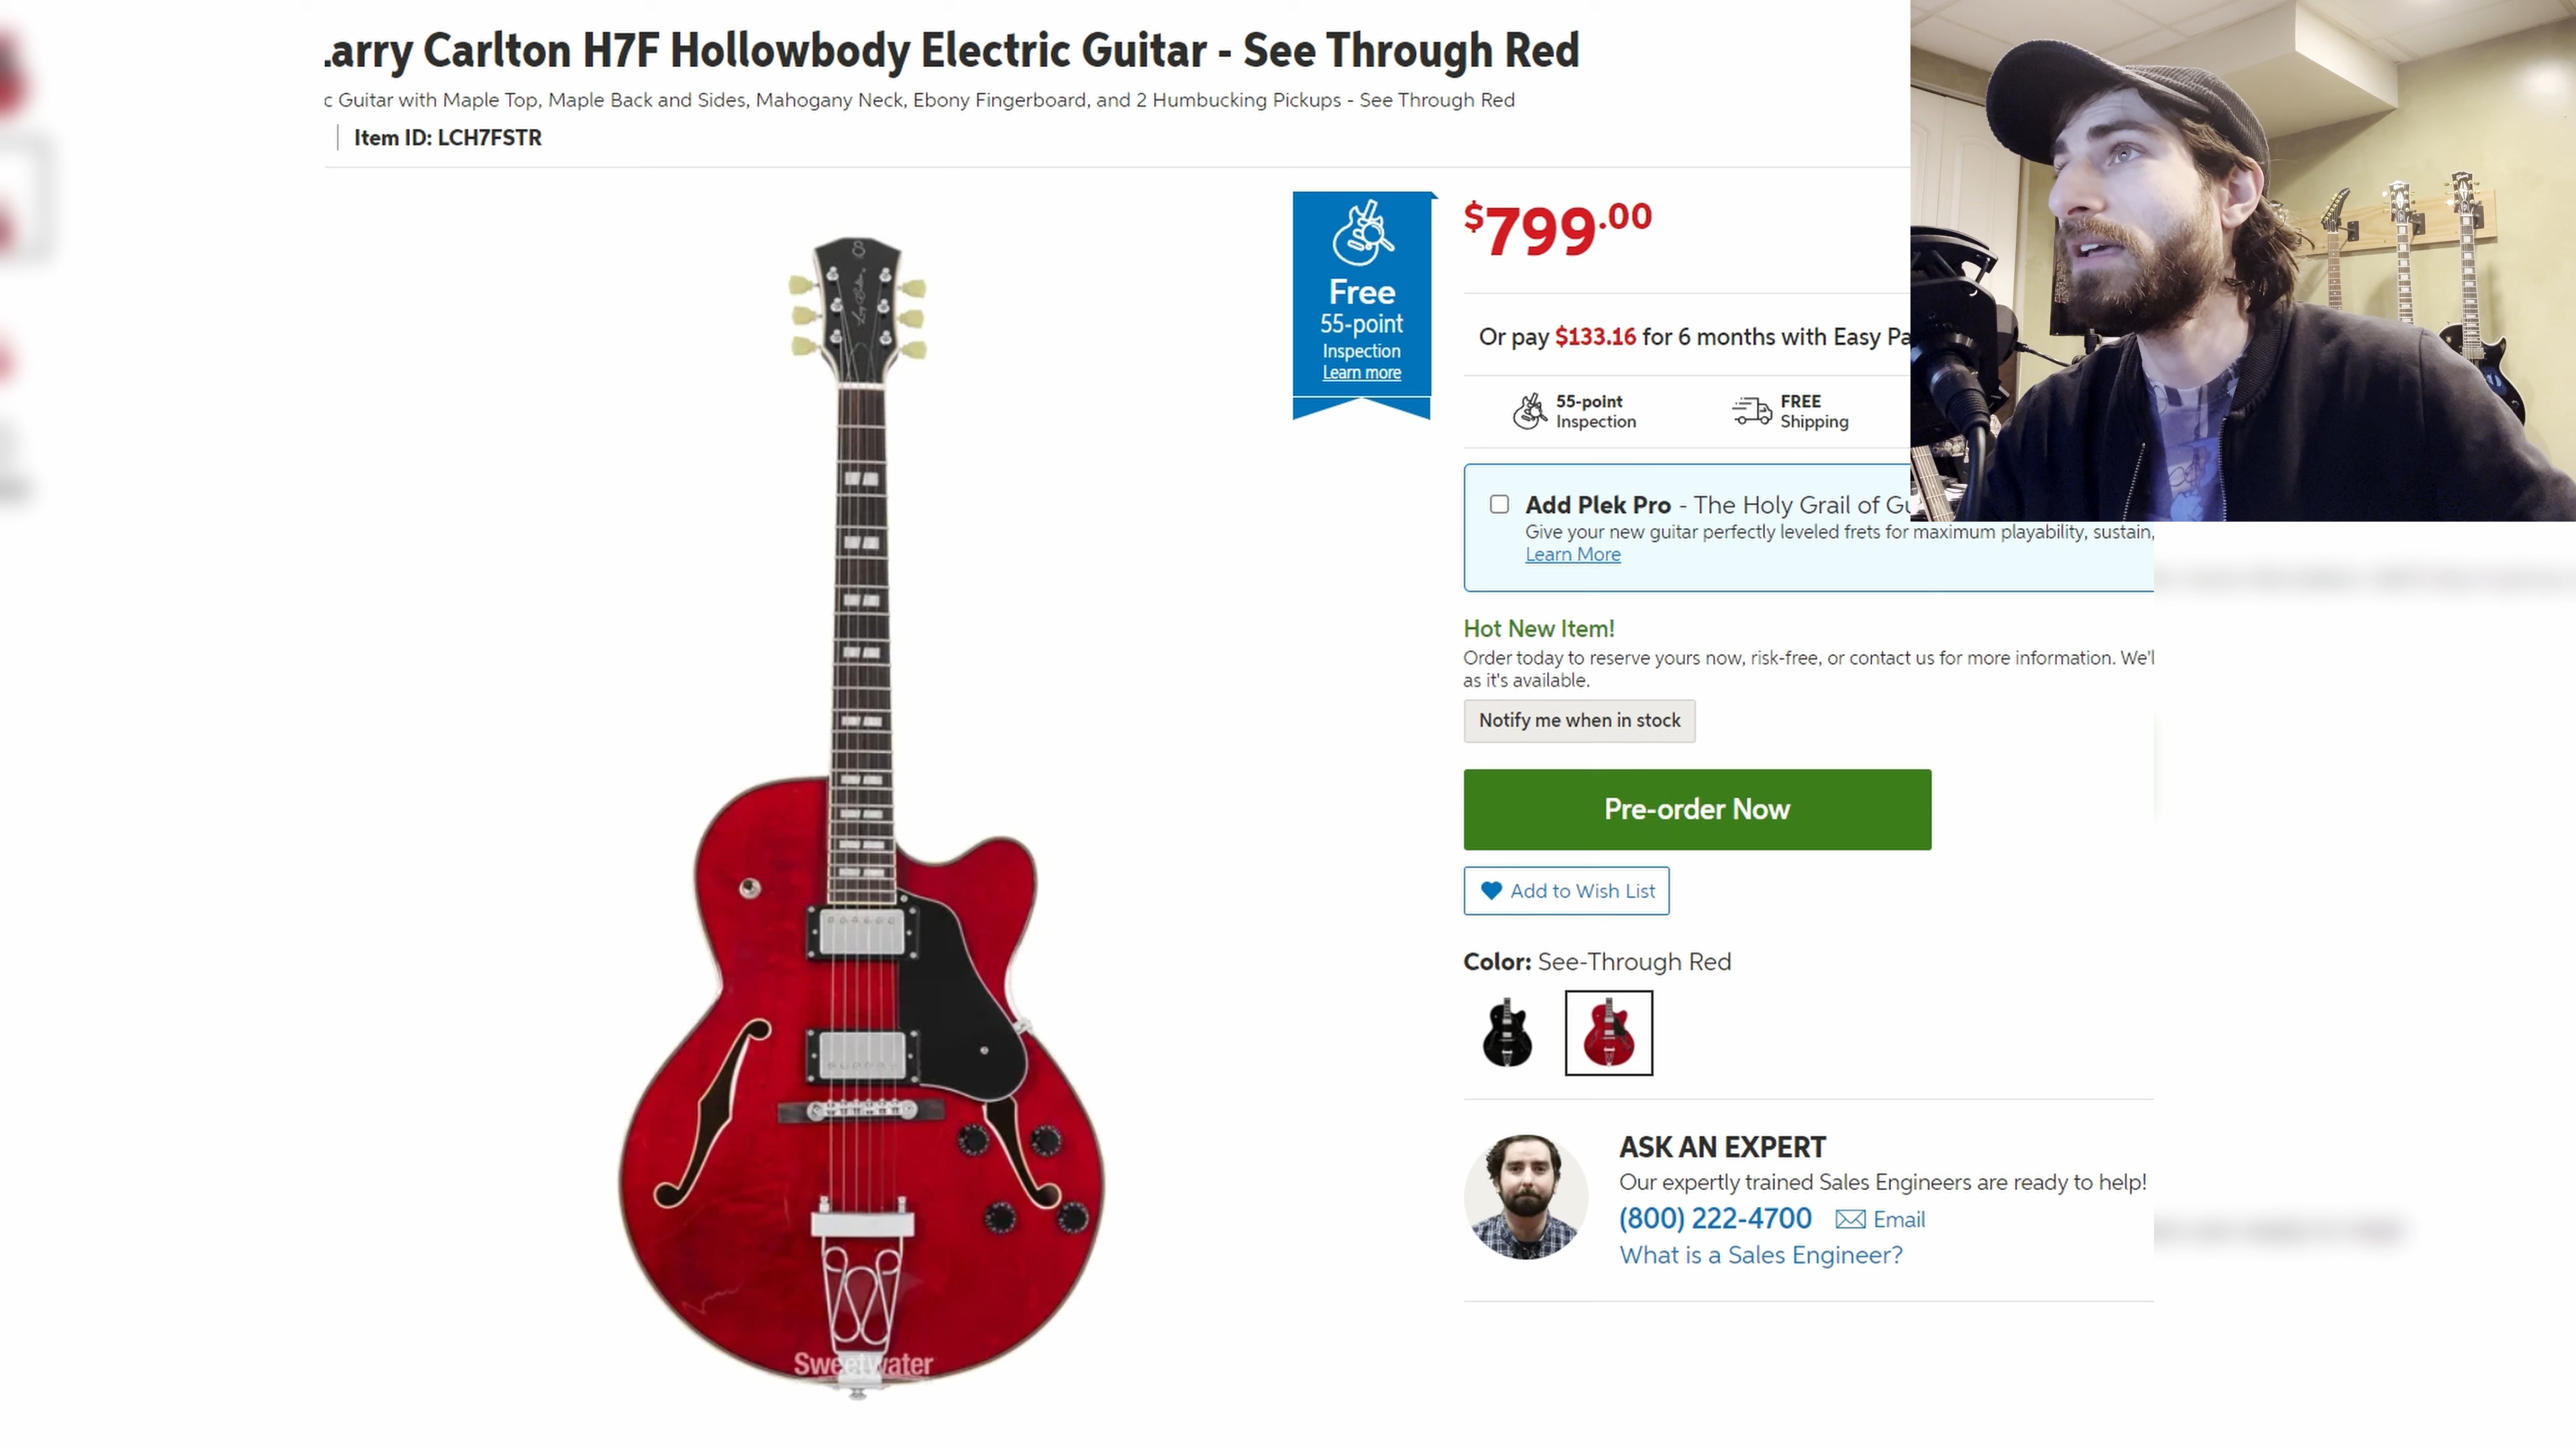 arry Carlton H7F Hollowbody Electric Guitar - See Through Red
c Guitar with Maple Top, Maple Back and Sides, Mahogany Neck, Ebony Fingerboard, and 2 Humbucking Pickups - See Through Red
Item ID: LCH7FSTR
Free
55-point
Inspection
Learn more
$799.00
Or pay $133.16 for 6 months with Easy Pa
55-point
Inspection
FREE
Shipping
Add Plek Pro - The Holy Grail of Gu
Give your new guitar perfectly leveled frets for maximum playability, sustain,
Learn More
Hot New Item!
Order today to reserve yours now, risk-free, or contact us for more information. We'l
as it's available.
Notify me when in stock
Pre-order Now
Add to Wish List
Color: See-Through Red
ASK AN EXPERT
Our expertly trained Sales Engineers are ready to help!
(800) 222-4700 Email
What is a Sales Engineer?
Sweetwater